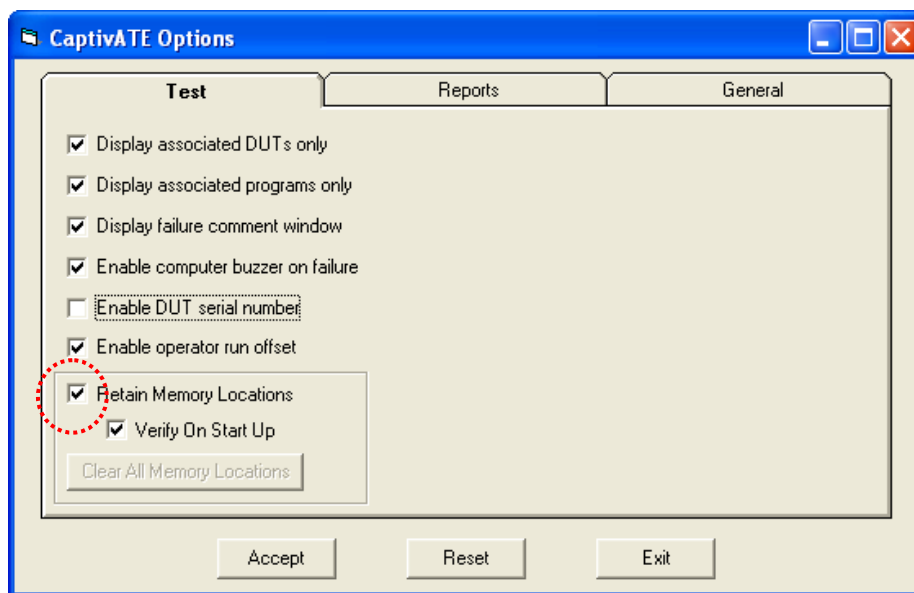 CaptivATE Options
Test Reports General
Display associated DUTs only
Display associated programs only
Display failure comment window
Enable computer buzzer on failure
Enable DUT serial number
Enable operator run offset
Retain Memory Locations
Verify On Start Up
Clear All Memory Locations
Accept Reset Exit